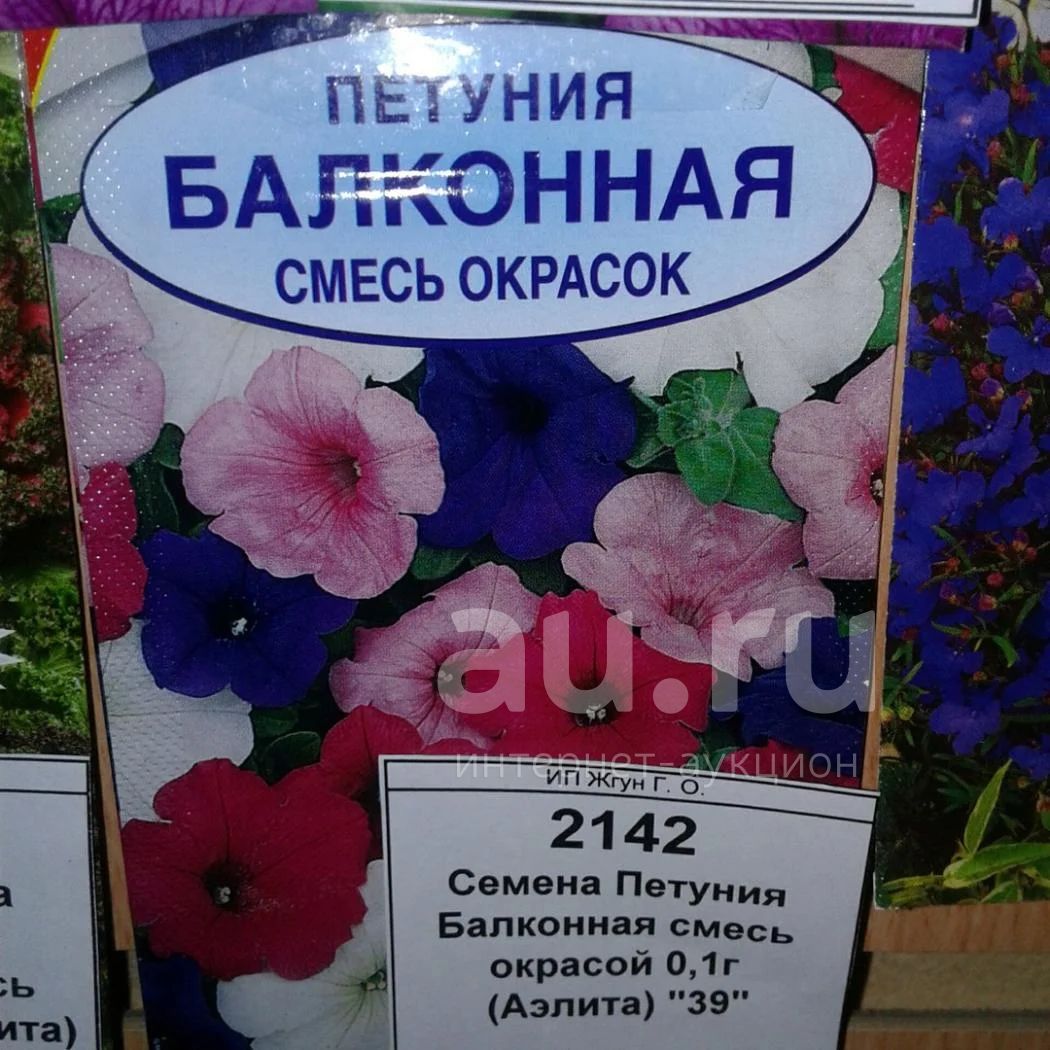 ПЕТУНИЯ
БАЛКОННАЯ
СМЕСЬ ОКРАСОК
au.ru
интернет-аукцион
ИП Жгун Г. О.
2142
Семена Петуния
Балконная смесь
окрасой 0,1г
(Аэлита) "39"